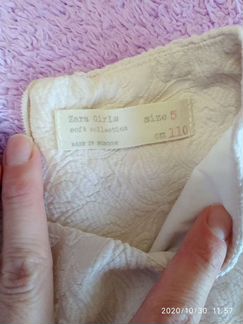 Zara Girls size 5
soft collection
cm 110
MADE IN MOROCCO
2020/10/30 11:57